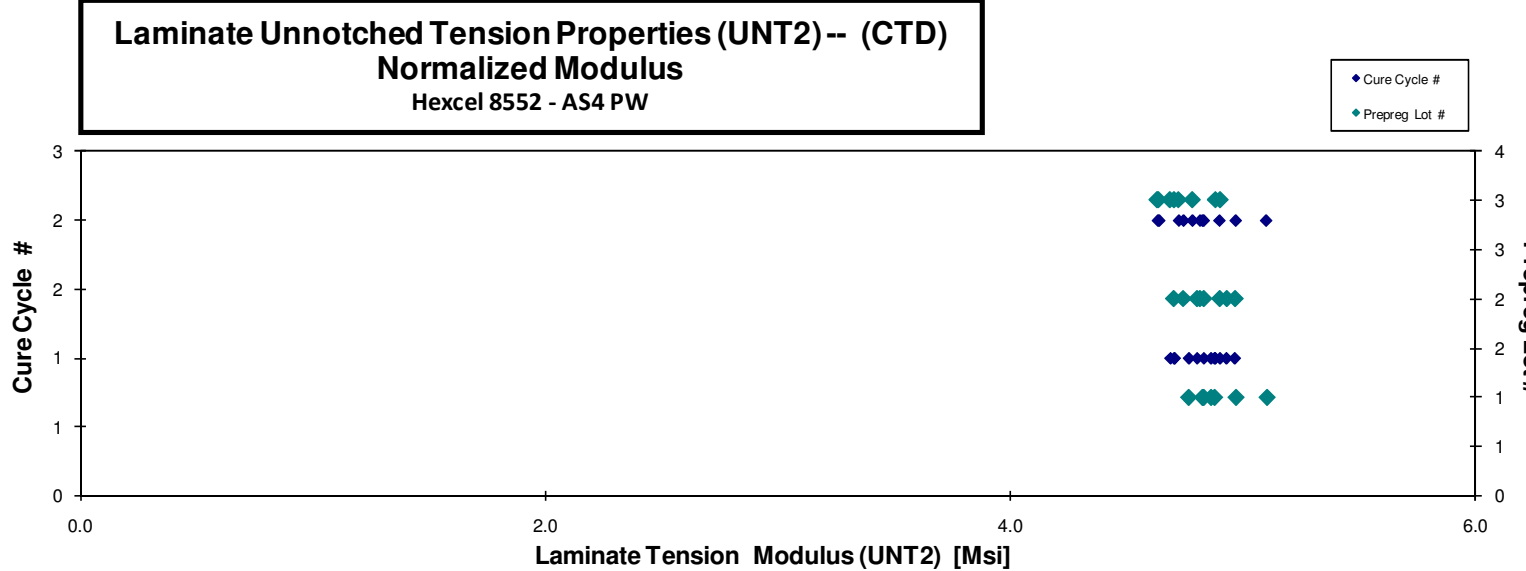 Laminate Unnotched Tension Properties (UNT2) -- (CTD)
Normalized Modulus
Hexcel 8552 - AS4 PW
Cure Cycle #
Prepreg Lot #
3
2
2
1
1
0
4
3
3
2
2
1
1
0
Cure Cycle #
0.0 2.0 4.0 6.0
Laminate Tension Modulus (UNT2) [Msi]